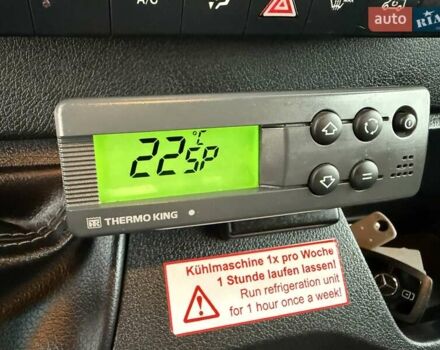 A/C
auto RIA
22 °C SP
THERMO KING
Kühlmaschine 1x pro Woche
1 Stunde laufen lassen!
Run refrigeration unit
for 1 hour once a week!